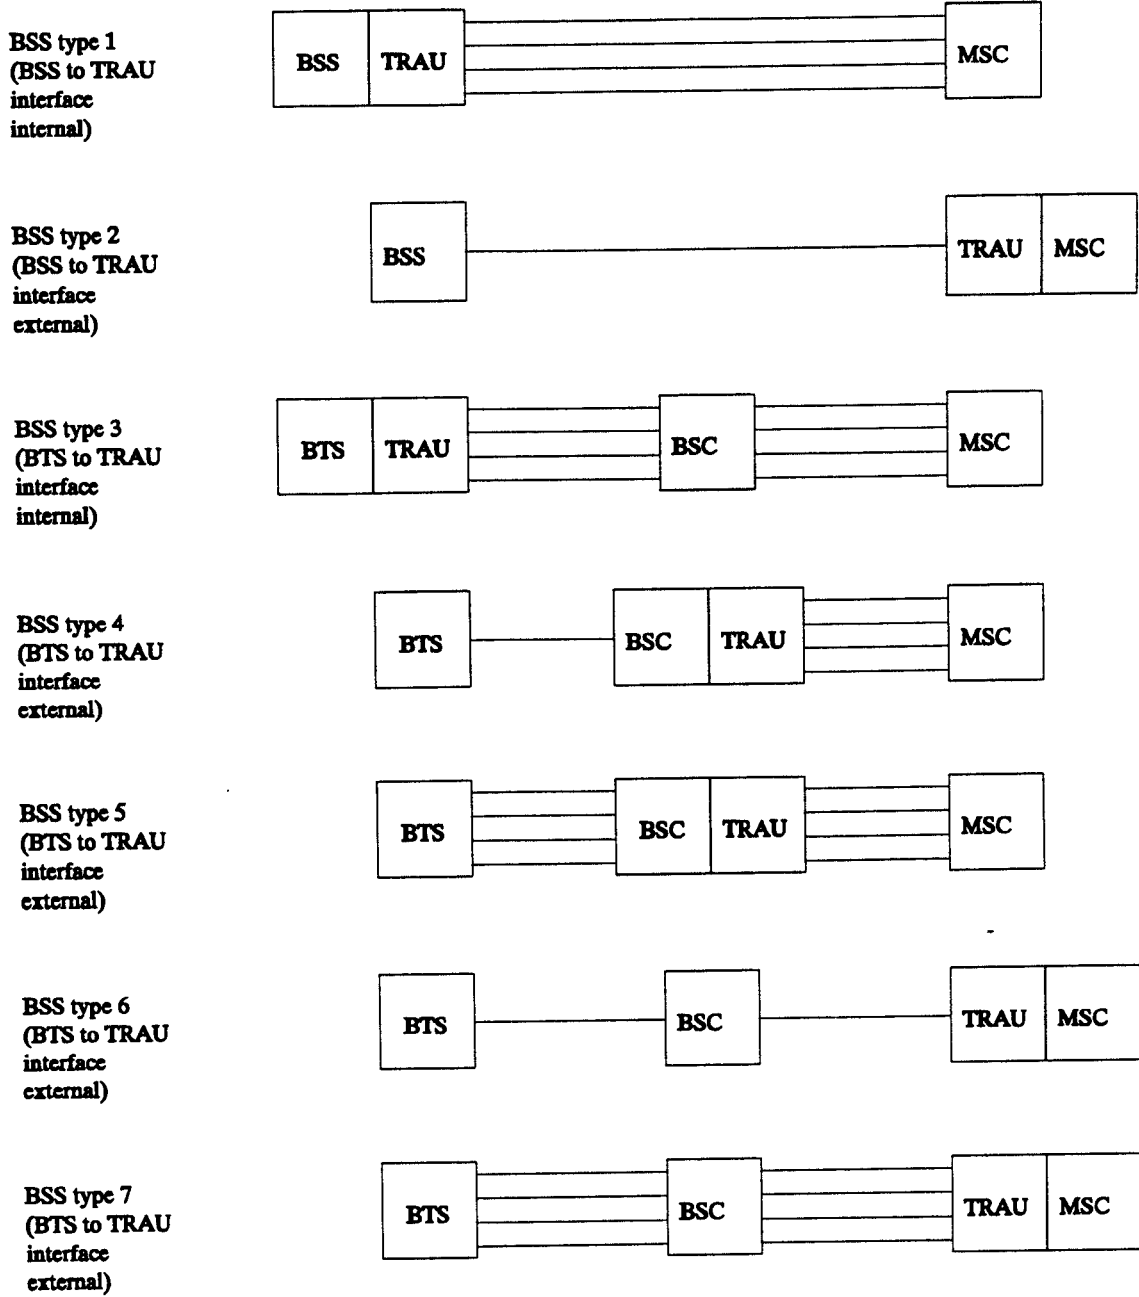 BSS type 1
(BSS to TRAU
interface
internal)
BSS TRAU MSC
BSS type 2
(BSS to TRAU
interface
external)
BSS TRAU MSC
BSS type 3
(BTS to TRAU
interface
internal)
BTS TRAU BSC MSC
BSS type 4
(BTS to TRAU
interface
external)
BTS BSC TRAU MSC
BSS type 5
(BTS to TRAU
interface
external)
BTS BSC TRAU MSC
BSS type 6
(BTS to TRAU
interface
external)
BTS BSC TRAU MSC
BSS type 7
(BTS to TRAU
interface
external)
BTS BSC TRAU MSC